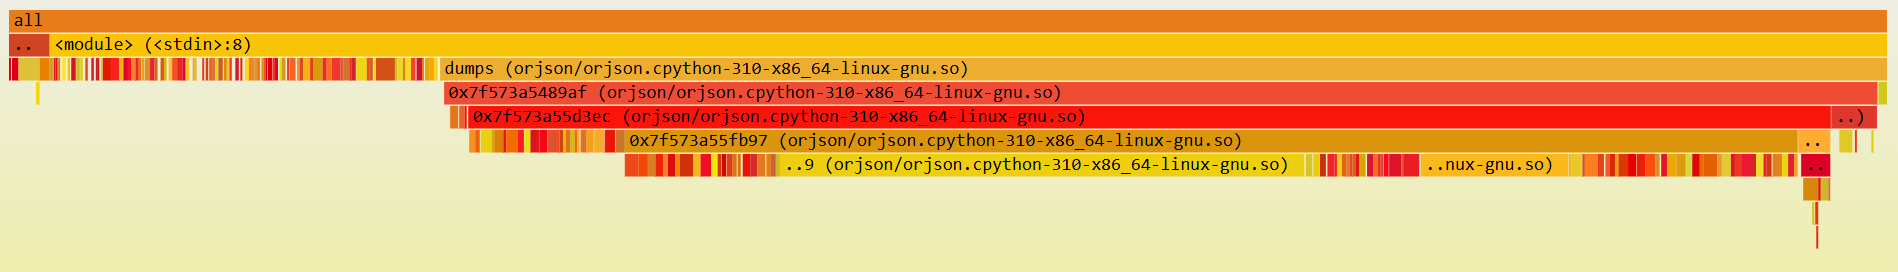 all
.. <module> (<stdin>:8)
dumps (orjson/orjson.cpython-310-x86_64-linux-gnu.so)
0x7f573a5489af (orjson/orjson.cpython-310-x86_64-linux-gnu.so)
0x7f573a55d3ec (orjson/orjson.cpython-310-x86_64-linux-gnu.so) ..)
0x7f573a55fb97 (orjson/orjson.cpython-310-x86_64-linux-gnu.so) ..
..9 (orjson/orjson.cpython-310-x86_64-linux-gnu.so) ..nux-gnu.so) ..